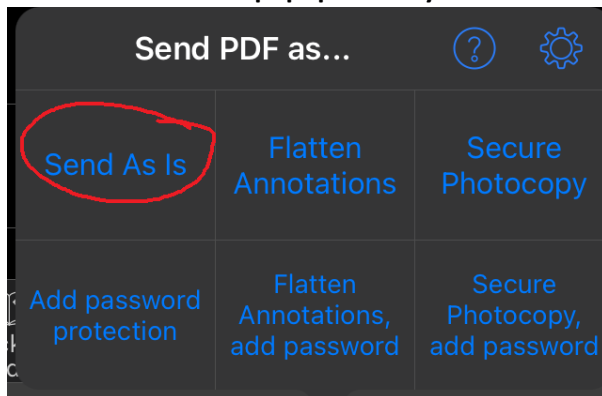 Send PDF as...
?
Send As Is
Flatten
Annotations
Secure
Photocopy
Add password
protection
Flatten
Annotations,
add password
Secure
Photocopy,
add password